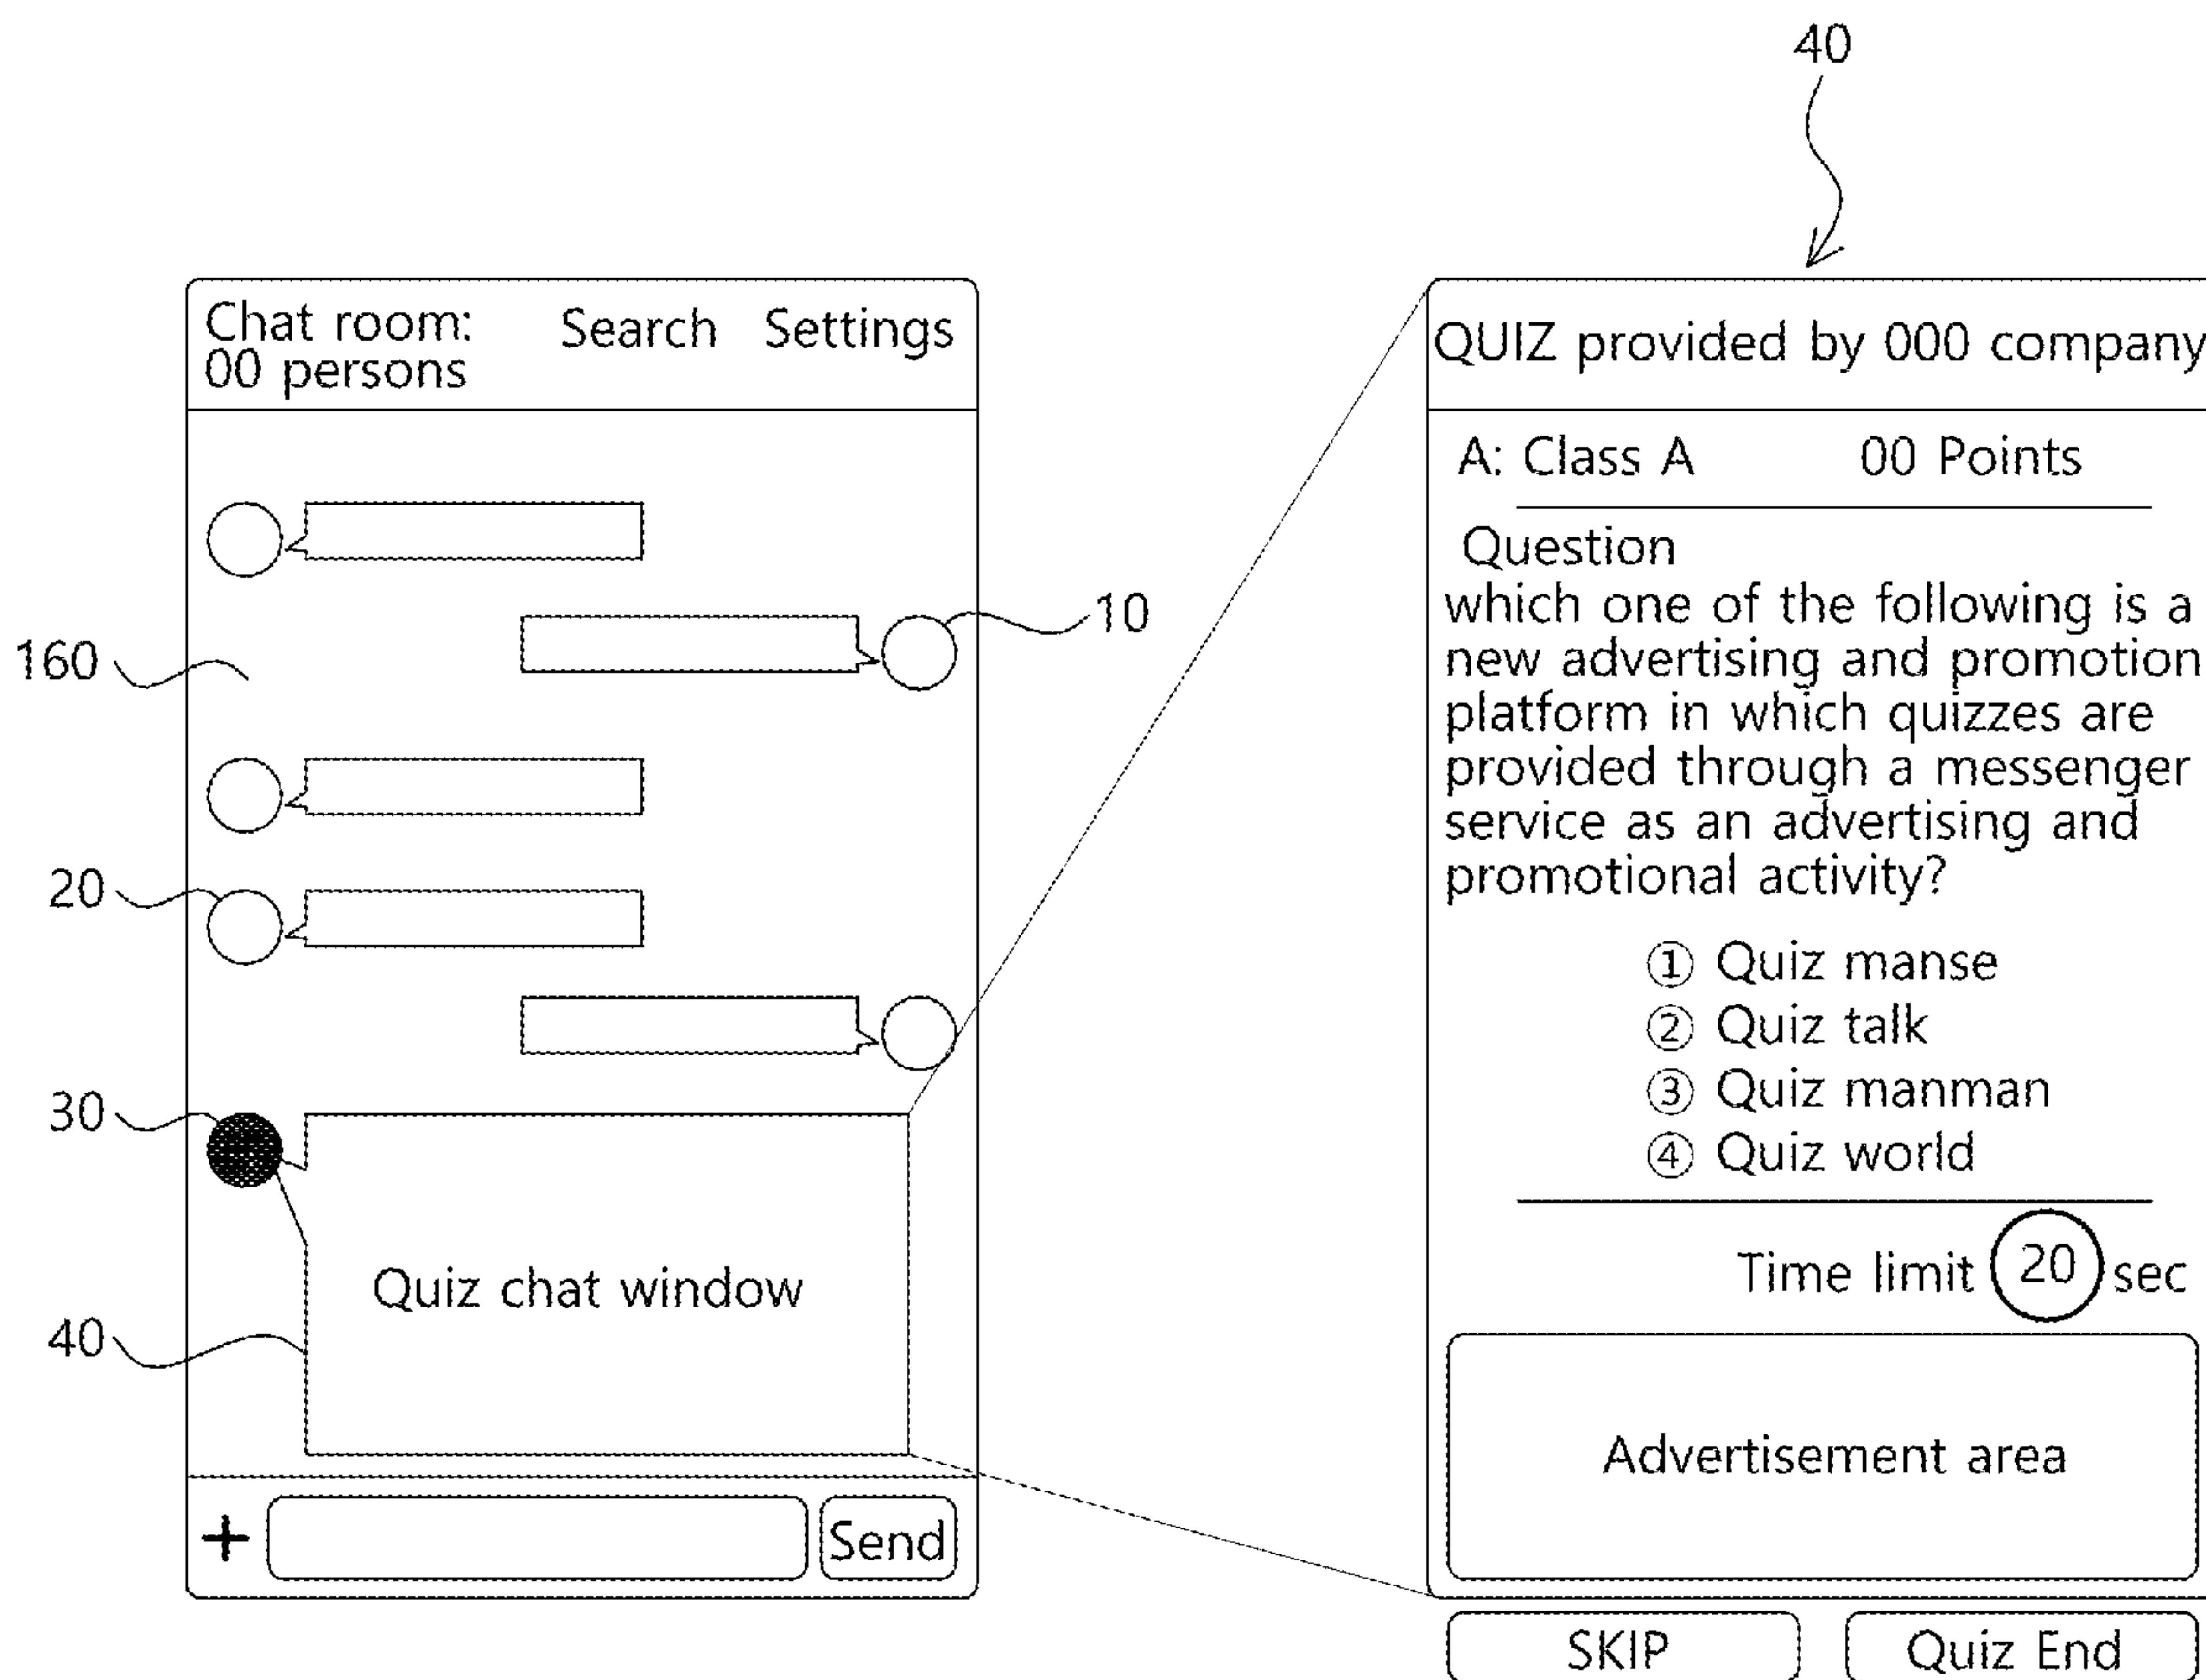 40
Chat room:
00 persons
Search
Settings
160
10
20
30
40
Quiz chat window
+
Send
QUIZ provided by 000 company
A: Class A
00 Points
Question
which one of the following is a
new advertising and promotion
platform in which quizzes are
provided through a messenger
service as an advertising and
promotional activity?
① Quiz manse
② Quiz talk
③ Quiz manman
④ Quiz world
Time limit 20 sec
Advertisement area
SKIP
Quiz End